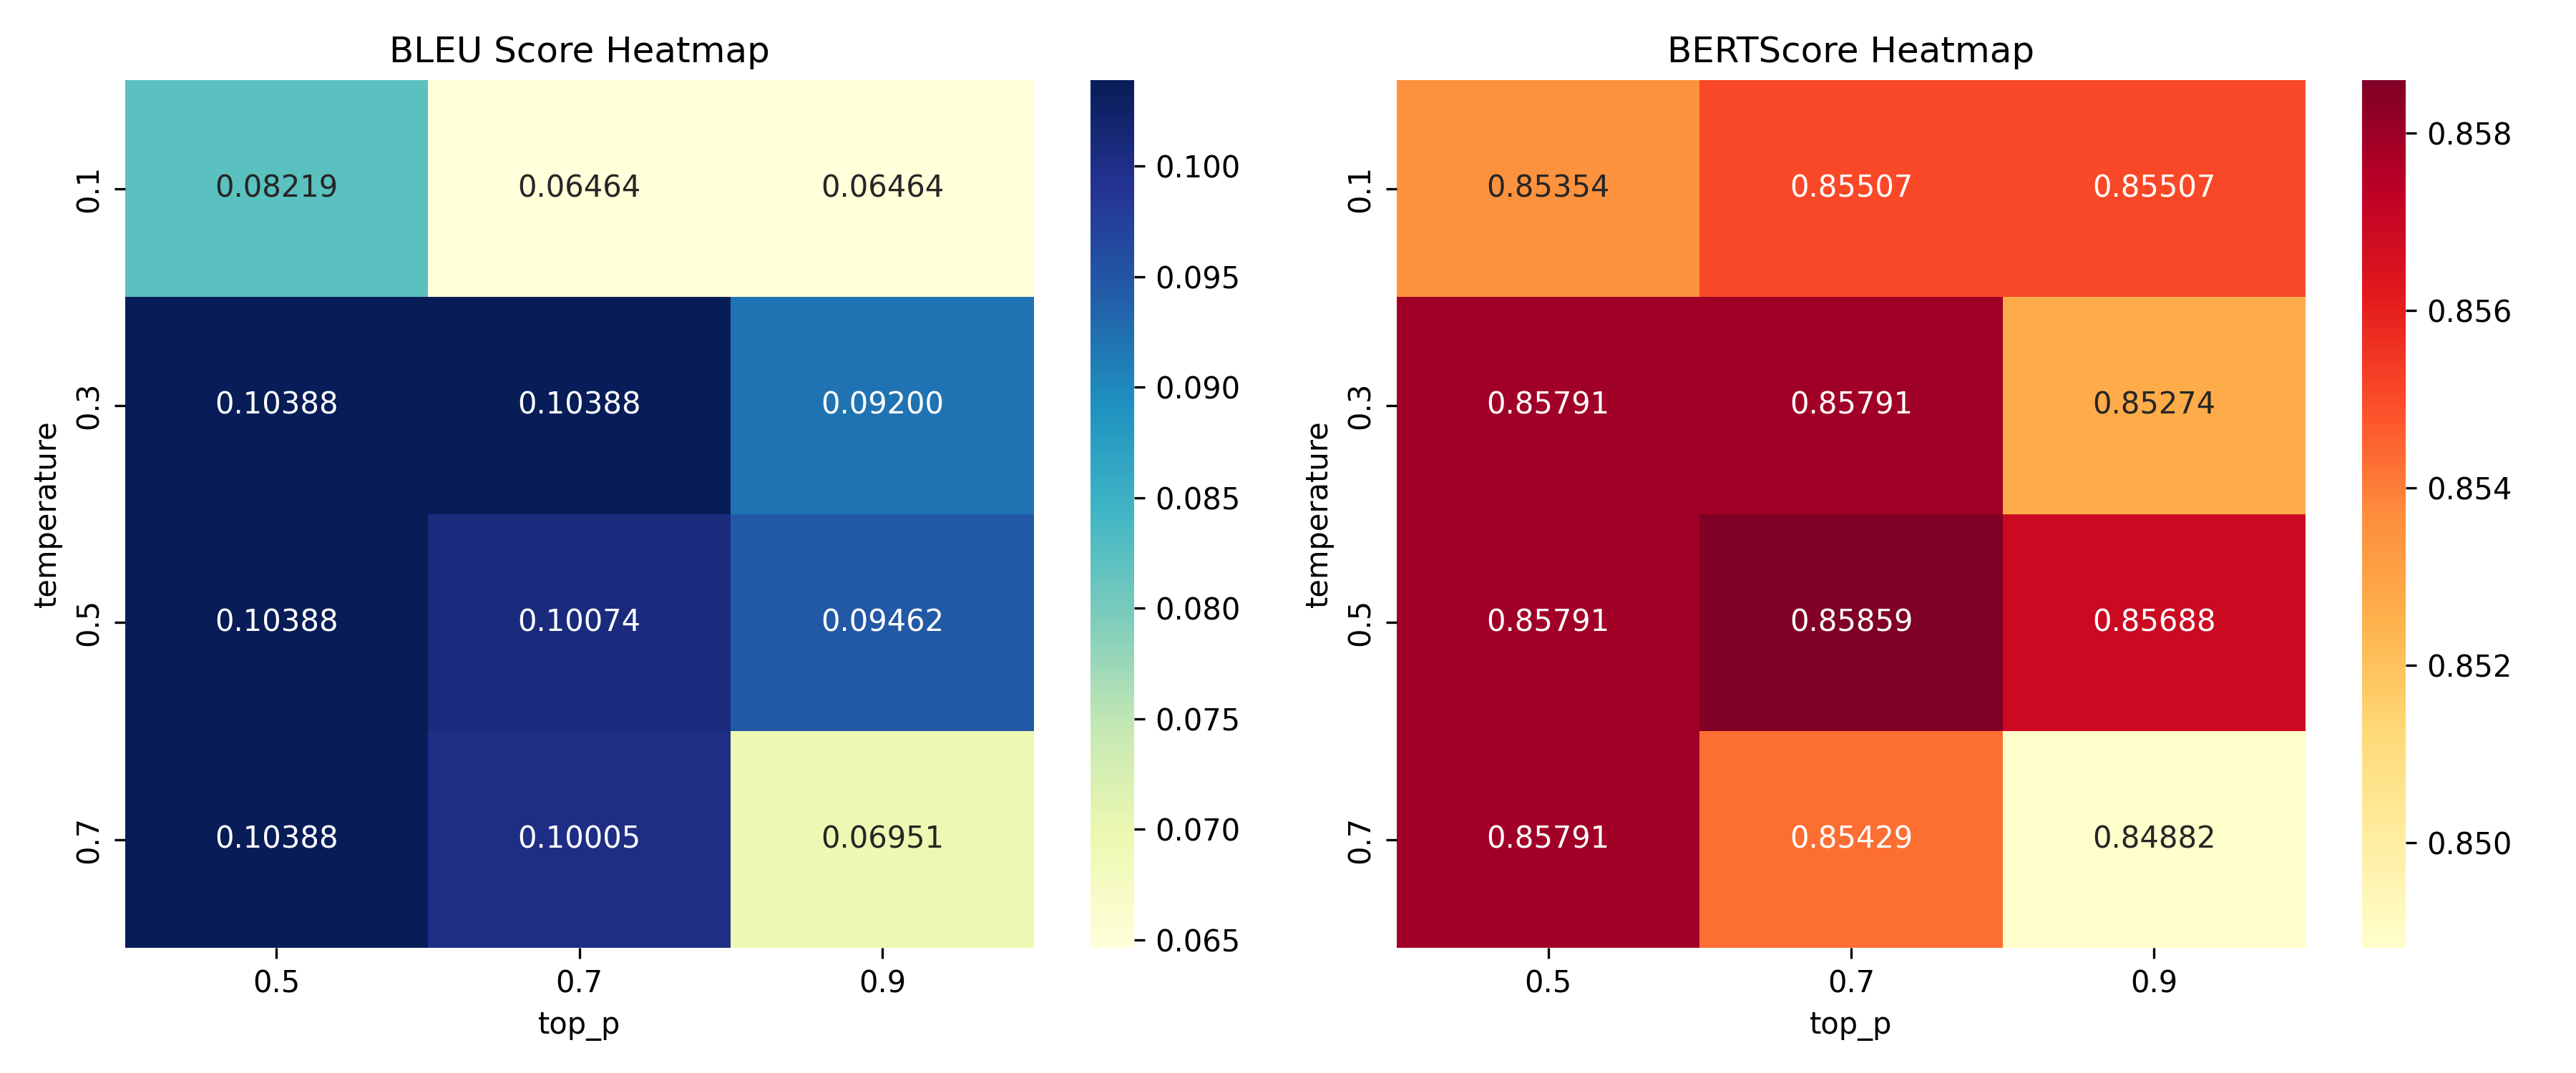 BLEU Score Heatmap
temperature
0.1
0.08219 0.06464 0.06464
0.3
0.10388 0.10388 0.09200
0.5
0.10388 0.10074 0.09462
0.7
0.10388 0.10005 0.06951
0.5 0.7 0.9
top_p
0.100
0.095
0.090
0.085
0.080
0.075
0.070
0.065
BERTScore Heatmap
temperature
0.1
0.85354 0.85507 0.85507
0.3
0.85791 0.85791 0.85274
0.5
0.85791 0.85859 0.85688
0.7
0.85791 0.85429 0.84882
0.5 0.7 0.9
top_p
0.858
0.856
0.854
0.852
0.850